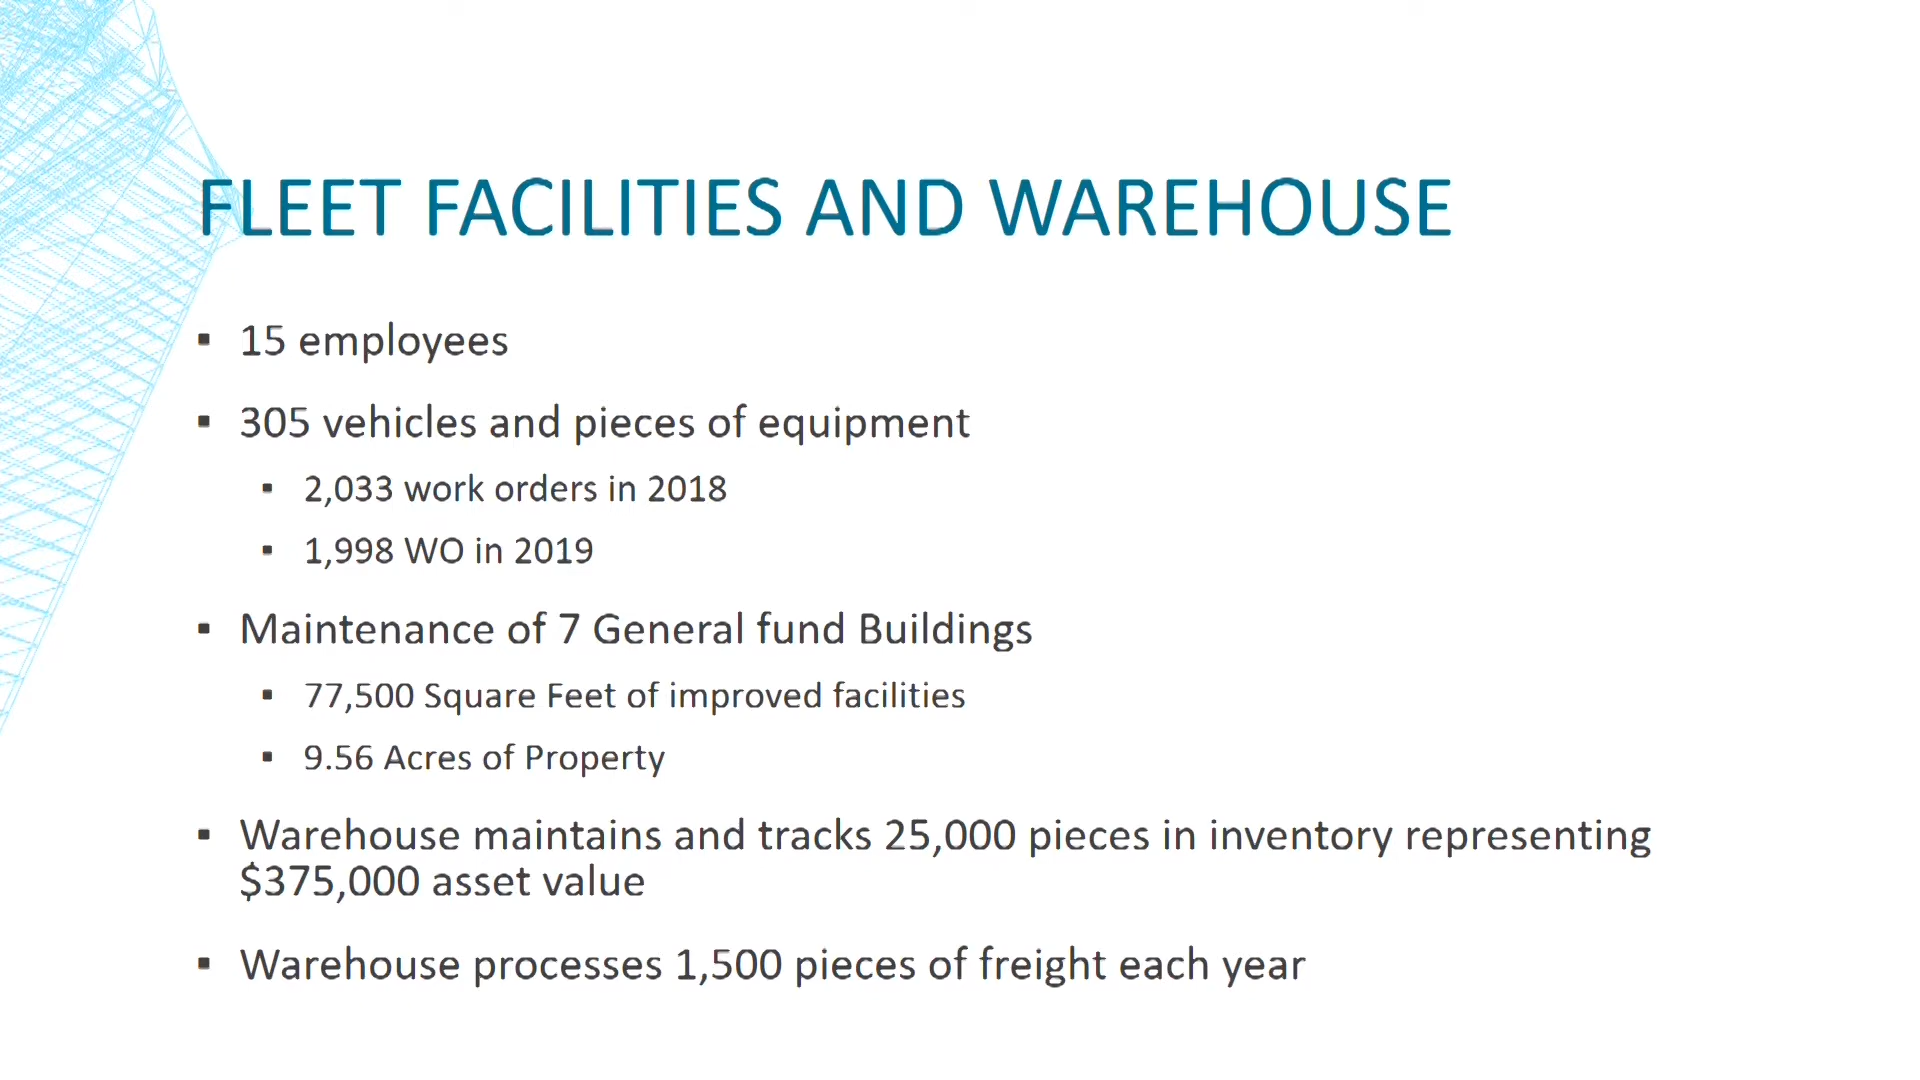 FLEET FACILITIES AND WAREHOUSE
▪ 15 employees
▪ 305 vehicles and pieces of equipment
▪ 2,033 work orders in 2018
▪ 1,998 WO in 2019
▪ Maintenance of 7 General fund Buildings
▪ 77,500 Square Feet of improved facilities
▪ 9.56 Acres of Property
▪ Warehouse maintains and tracks 25,000 pieces in inventory representing
$375,000 asset value
▪ Warehouse processes 1,500 pieces of freight each year